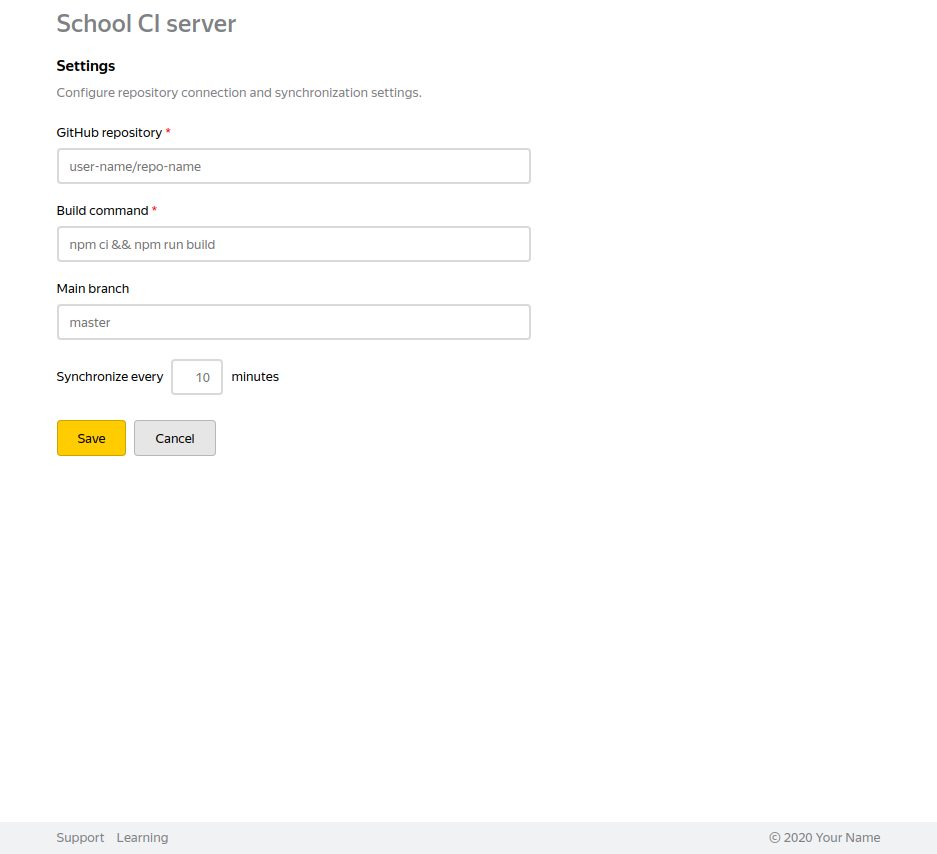 School CI server
Settings
Configure repository connection and synchronization settings.
GitHub repository *
user-name/repo-name
Build command *
npm ci && npm run build
Main branch
master
Synchronize every 10 minutes
Save Cancel
Support Learning © 2020 Your Name